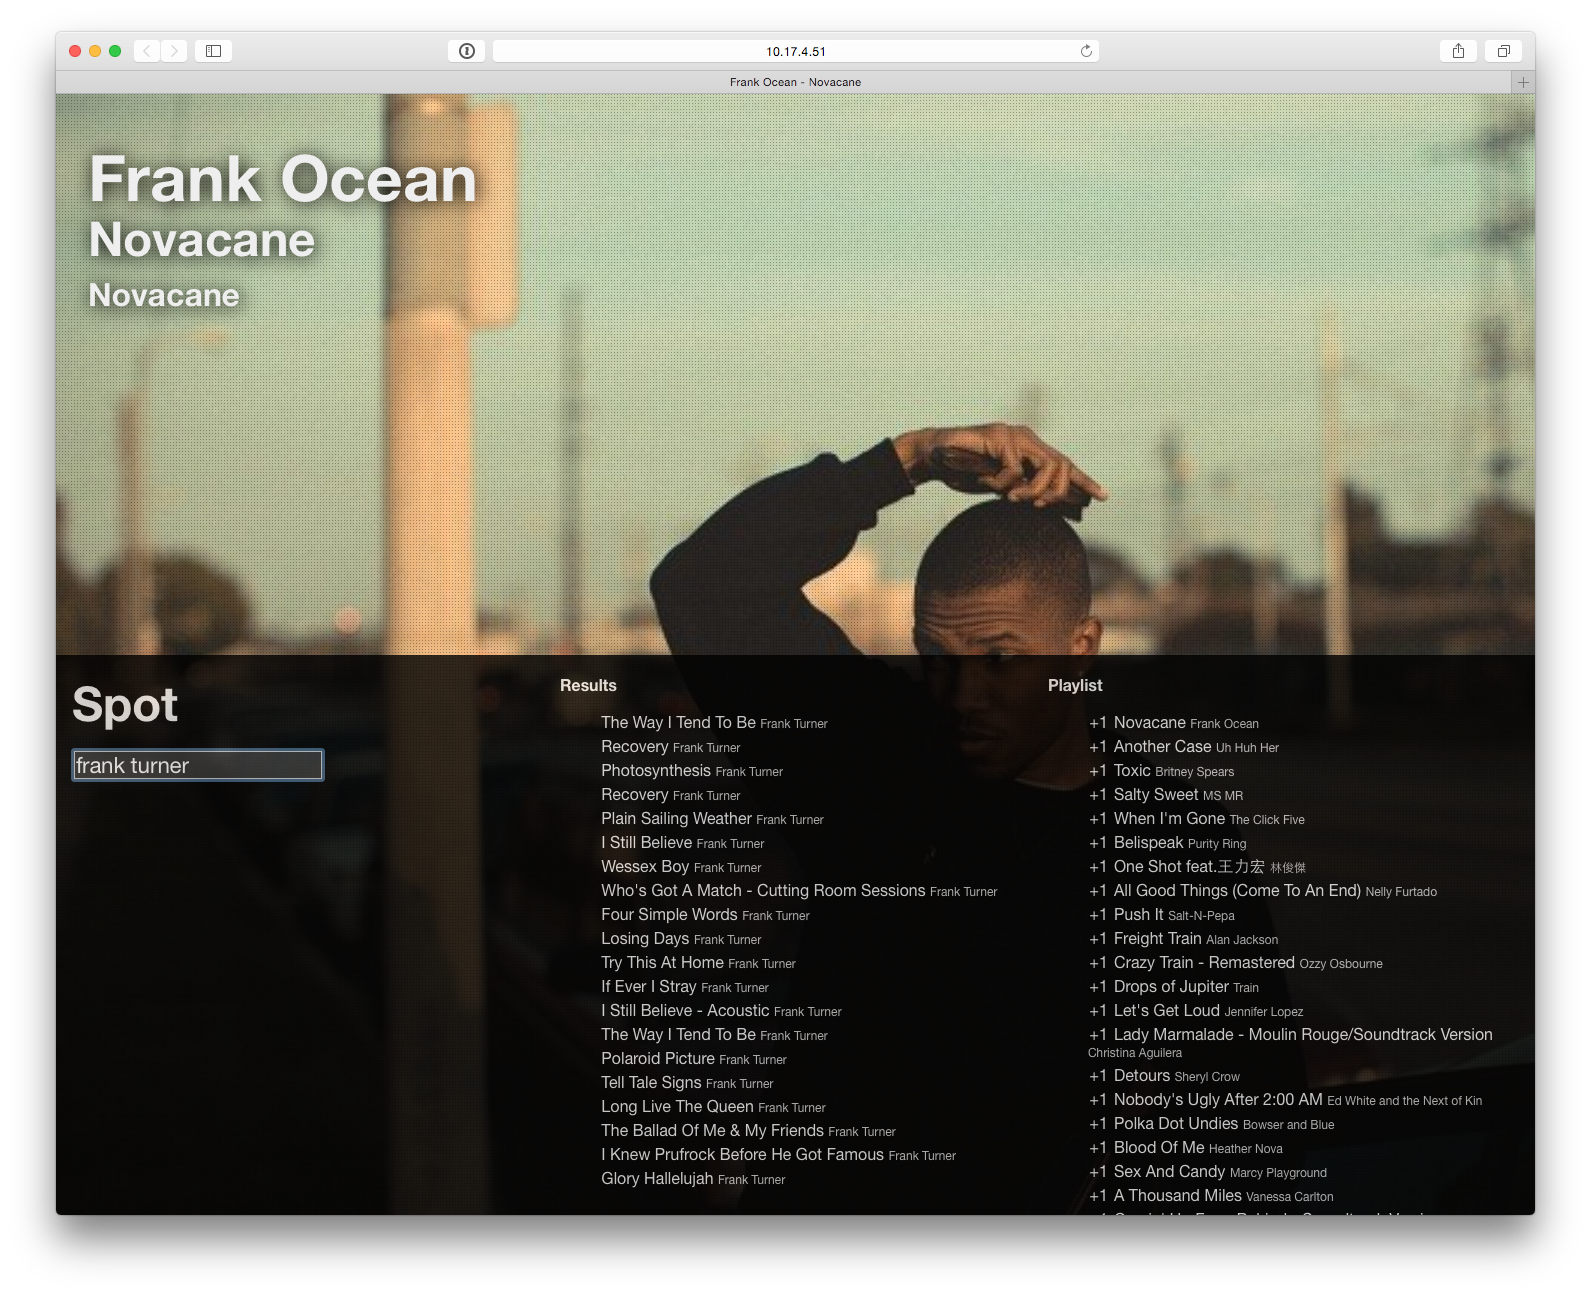 10.17.4.51
Frank Ocean - Novacane
Frank Ocean
Novacane
Novacane
Spot
frank turner
Results
The Way I Tend To Be Frank Turner
Recovery Frank Turner
Photosynthesis Frank Turner
Recovery Frank Turner
Plain Sailing Weather Frank Turner
I Still Believe Frank Turner
Wessex Boy Frank Turner
Who's Got A Match - Cutting Room Sessions Frank Turner
Four Simple Words Frank Turner
Losing Days Frank Turner
Try This At Home Frank Turner
If Ever I Stray Frank Turner
I Still Believe - Acoustic Frank Turner
The Way I Tend To Be Frank Turner
Polaroid Picture Frank Turner
Tell Tale Signs Frank Turner
Long Live The Queen Frank Turner
The Ballad Of Me & My Friends Frank Turner
I Knew Prufrock Before He Got Famous Frank Turner
Glory Hallelujah Frank Turner
Playlist
+1 Novacane Frank Ocean
+1 Another Case Uh Huh Her
+1 Toxic Britney Spears
+1 Salty Sweet MS MR
+1 When I'm Gone The Click Five
+1 Belispeak Purity Ring
+1 One Shot feat.王力宏 林俊傑
+1 All Good Things (Come To An End) Nelly Furtado
+1 Push It Salt-N-Pepa
+1 Freight Train Alan Jackson
+1 Crazy Train - Remastered Ozzy Osbourne
+1 Drops of Jupiter Train
+1 Let's Get Loud Jennifer Lopez
+1 Lady Marmalade - Moulin Rouge/Soundtrack Version
Christina Aguilera
+1 Detours Sheryl Crow
+1 Nobody's Ugly After 2:00 AM Ed White and the Next of Kin
+1 Polka Dot Undies Bowser and Blue
+1 Blood Of Me Heather Nova
+1 Sex And Candy Marcy Playground
+1 A Thousand Miles Vanessa Carlton